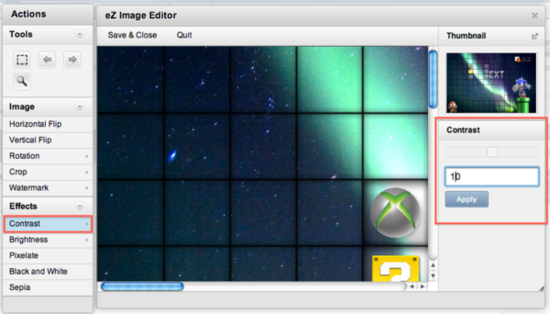 Actions
Tools
Image
Horizontal Flip
Vertical Flip
Rotation
Crop
Watermark
Effects
Contrast
Brightness
Pixelate
Black and White
Sepia
eZ Image Editor
Save & Close Quit
?
Thumbnail
EXT
Contrast
10
Apply